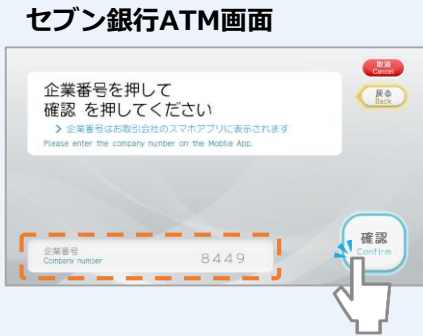 セブン銀行ATM画面
取消
Cancel
戻る
Back
企業番号を押して
確認 を押してください
> 企業番号はお取引会社のスマホアプリに表示されます
Please enter the company number on the Mobile App.
企業番号
Company number
8449
確認
Confirm